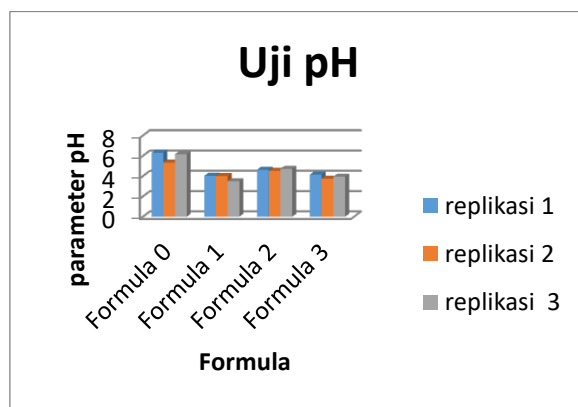 Uji pH
parameter pH
8
6
4
2
0
Formula 0
Formula 1
Formula 2
Formula 3
Formula
replikasi 1
replikasi 2
replikasi  3